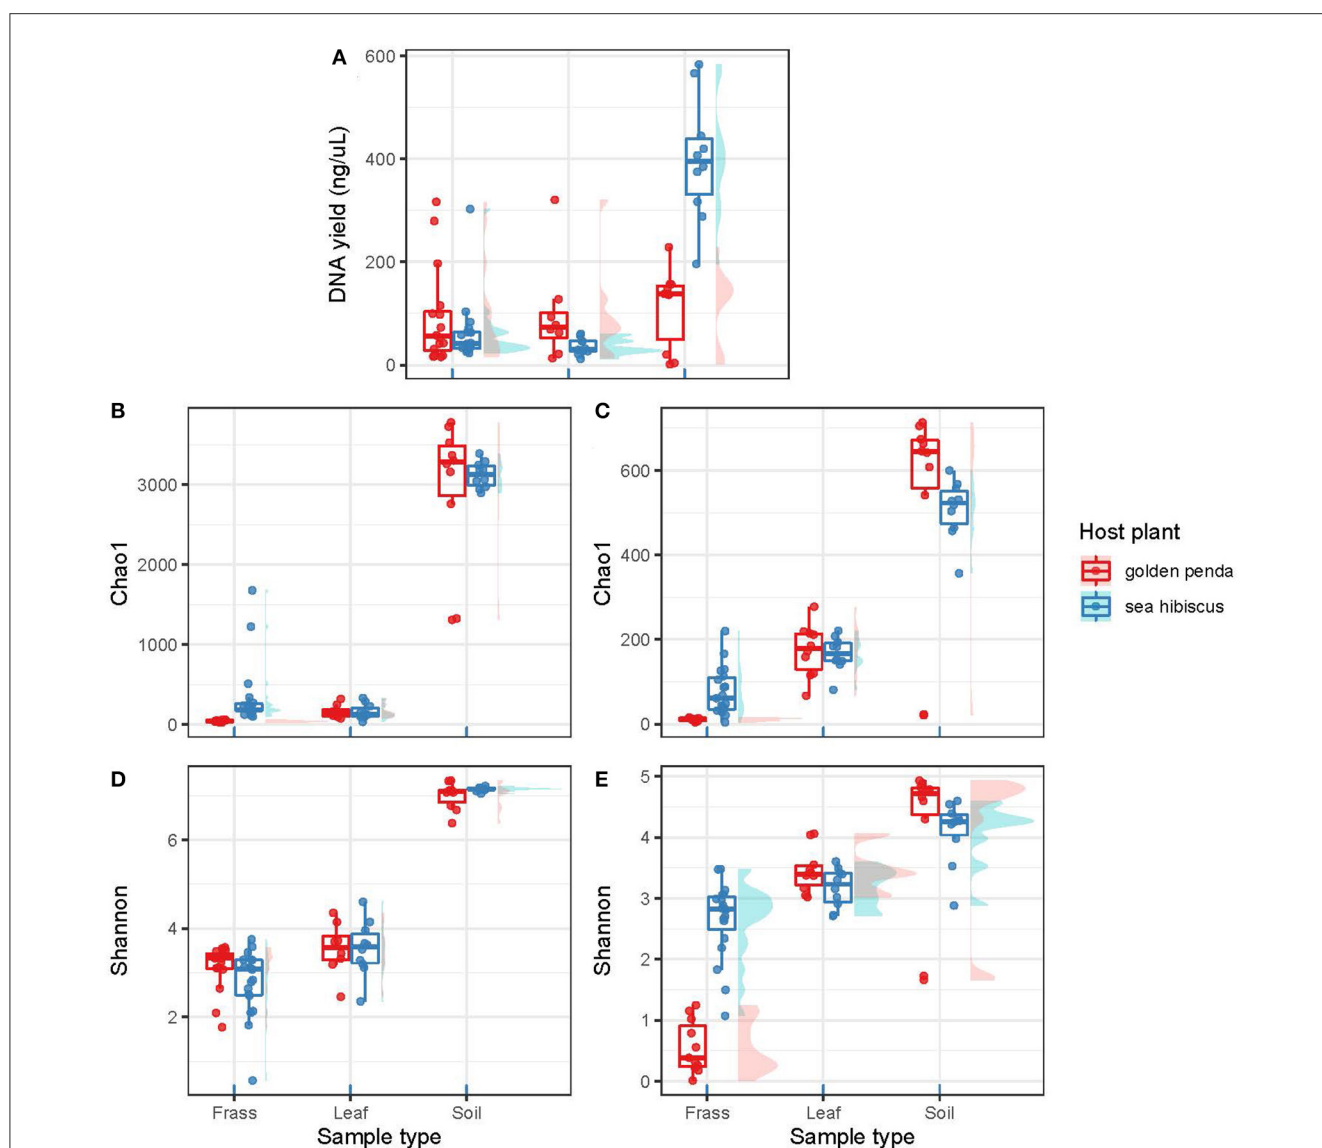 A
DNA yield (ng/uL)
600
400
200
0
B
Chao1
3000
2000
1000
0
C
Chao1
600
400
200
0
Host plant
golden penda
sea hibiscus
D
Shannon
6
4
2
Frass
Leaf
Soil
Sample type
E
Shannon
5
4
3
2
1
0
Frass
Leaf
Soil
Sample type